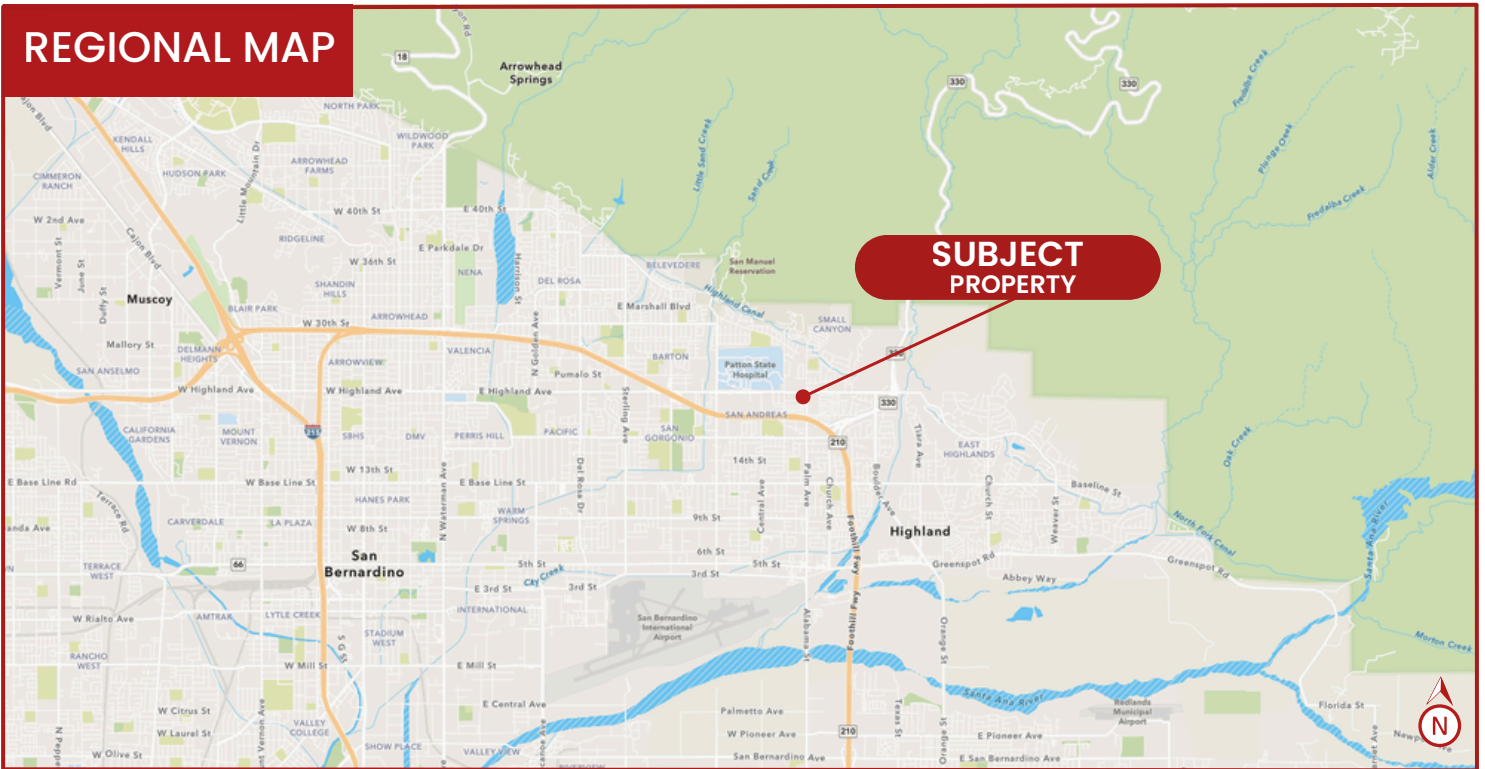 REGIONAL MAP
18
Arrowhead
Springs
330
330
NORTH PARK
WILDWOOD
PARK
KENDALL
HILLS
HUDSON PARK
ARROWHEAD
FARMS
CIMMERON
RANCH
Little Mountain Dr
W 2nd Ave
W 40th St
E 40th St
Little Sand Creek
Sand Creek
Fredalba Creek
Plunge Creek
Alder Creek
Fredalba Creek
Cajon Blvd
Vermont St
June St
Duffy St
RIDGELINE
E Parkdale Dr
W 36th St
NENA
Harrison St
DEL ROSA
BELVEDERE
San Manuel
Reservation
SUBJECT
PROPERTY
Muscoy
SHANDIN
HILLS
BLAIR PARK
W 30th St
ARROWHEAD
E Marshall Blvd
Highland Canal
SMALL
CANYON
Mallory St
DELMANN
HEIGHTS
ARROWVIEW
VALENCIA
N Golden Ave
BARTON
Patton State
Hospital
330
SAN ANSELMO
Pumalo St
W Highland Ave
W Highland Ave
E Highland Ave
Sterling Ave
SAN ANDREAS
330
CALIFORNIA
GARDENS
MOUNT
VERNON
215
SBHS
DMV
PERRIS HILL
PACIFIC
SAN
GORGONIO
210
Tiara Ave
EAST
HIGHLANDS
Oak Creek
W 13th St
14th St
E Base Line Rd
W Base Line St
E Base Line St
N Waterman Ave
Del Rosa Dr
Central Ave
Palm Ave
Church Ave
Boulder Ave
Church St
Weaver St
Baseline St
Terrace Rd
HANES PARK
CARVERDALE
LA PLAZA
W 8th St
WARM
SPRINGS
9th St
Foothill Fwy
Highland
North Fork Canal
Santa Ana River
San
Bernardino
6th St
5th St
5th St
3rd St
3rd St
City Creek
Greenspot Rd
Greenspot Rd
TERRACE
WEST
66
E 3rd St
Abbey Way
W Rialto Ave
AMTRAK
LYTLE CREEK
INTERNATIONAL
San Bernardino
International
Airport
Alabama St
Foothill Fwy
Orange St
STADIUM
WEST
S G St
Morton Creek
RANCHO
WEST
W Mill St
E Mill St
Santa Ana River
Redlands
Municipal
Airport
W Citrus St
E Central Ave
Palmetto Ave
Texas St
Florida St
W Laurel St
VALLEY
COLLEGE
W Pioneer Ave
210
Orange St
E Pioneer Ave
W Olive St
SHOW PLACE
VALLEY VIEW
San Bernardino Ave
E San Bernardino Ave
N